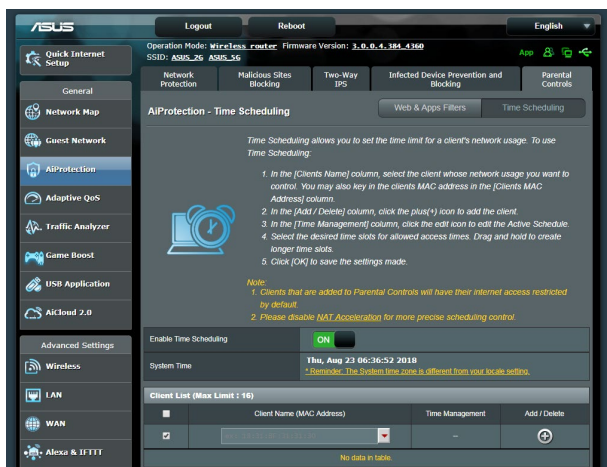 ASUS
Logout
Reboot
English
Quick Internet
Setup
Operation Mode: Wireless router Firmware Version: 3.0.0.4.384_4360
SSID: ASUS_2G ASUS_5G
App
General
Network Map
Guest Network
AiProtection
Adaptive QoS
Traffic Analyzer
Game Boost
USB Application
AiCloud 2.0
Advanced Settings
Wireless
LAN
WAN
Alexa & IFTTT
Network
Protection
Malicious Sites
Blocking
Two-Way
IPS
Infected Device Prevention and
Blocking
Parental
Controls
AiProtection - Time Scheduling
Web & Apps Filters
Time Scheduling
Time Scheduling allows you to set the time limit for a client's network usage. To use
Time Scheduling:
1. In the [Clients Name] column, select the client whose network usage you want to
control. You may also key in the clients MAC address in the [Clients MAC
Address] column.
2. In the [Add / Delete] column, click the plus(+) icon to add the client.
3. In the [Time Management] column, click the edit icon to edit the Active Schedule.
4. Select the desired time slots for allowed access times. Drag and hold to create
longer time slots.
5. Click [OK] to save the settings made.
Note:
1. Clients that are added to Parental Controls will have their internet access restricted
by default.
2. Please disable NAT Acceleration for more precise scheduling control.
Enable Time Scheduling
ON
System Time
Thu, Aug 23 06:36:52 2018
* Reminder: The System time zone is different from your locale setting.
Client List (Max Limit : 16)
Client Name (MAC Address)
Time Management
Add / Delete
--
No data in table.